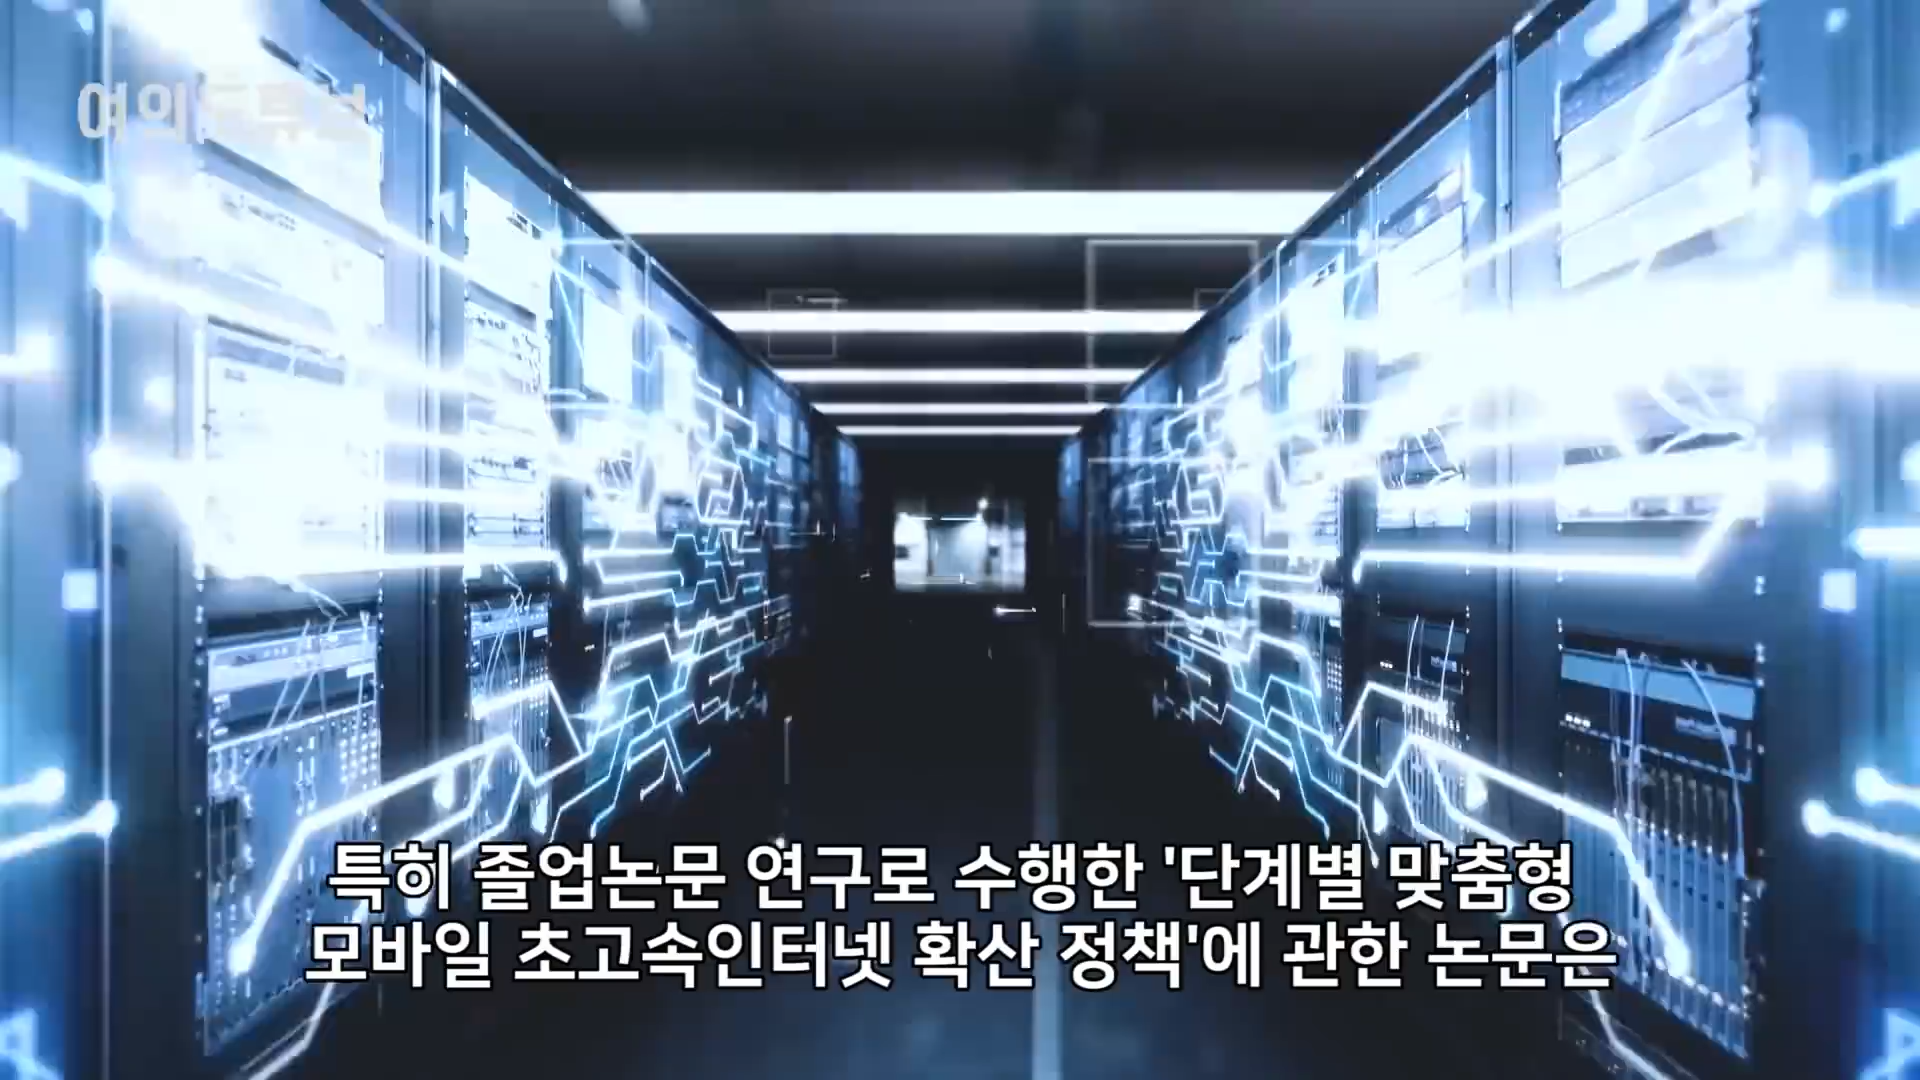 특히 졸업논문 연구로 수행한 '단계별 맞춤형
모바일 초고속인터넷 확산 정책'에 관한 논문은